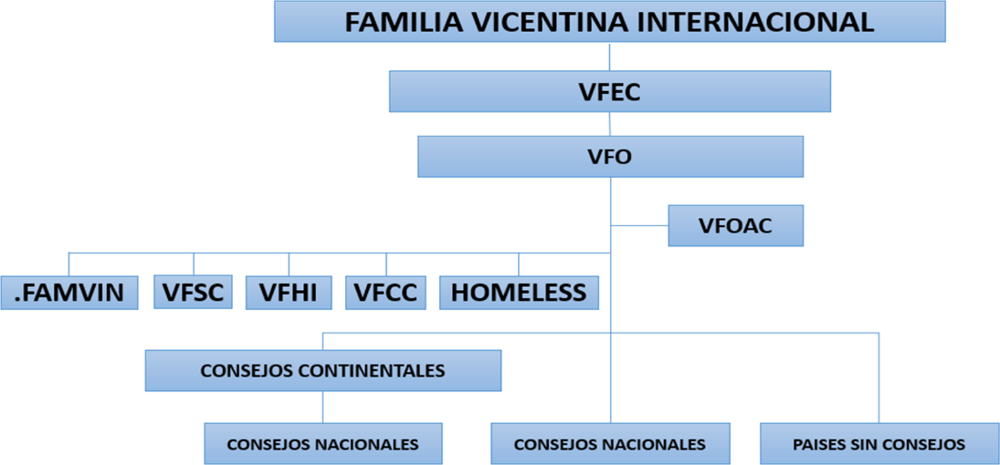 FAMILIA VICENTINA INTERNACIONAL
VFEC
VFO
VFOAC
.FAMVIN
VFSC
VFHI
VFCC
HOMELESS
CONSEJOS CONTINENTALES
CONSEJOS NACIONALES
CONSEJOS NACIONALES
PAISES SIN CONSEJOS